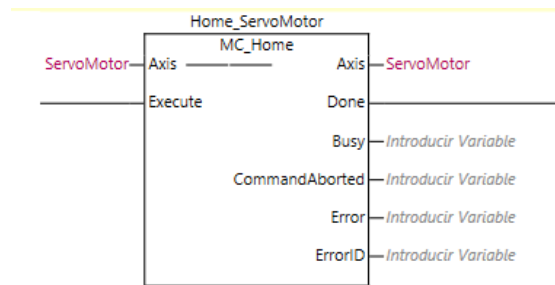 Home_ServoMotor
MC_Home
ServoMotor Axis Axis ServoMotor
Execute Done
Busy Introducir Variable
CommandAborted Introducir Variable
Error Introducir Variable
ErrorID Introducir Variable